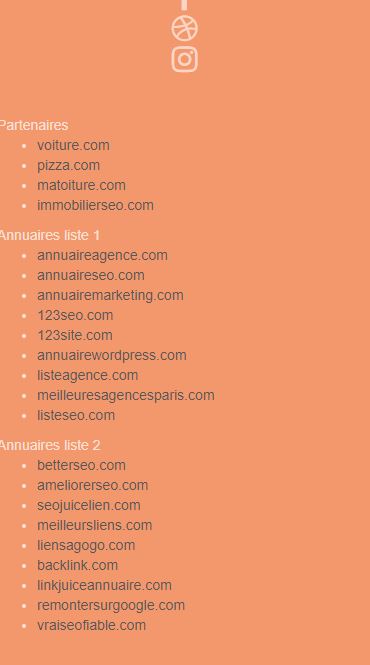 Partenaires
voiture.com
pizza.com
matoiture.com
immobilierseo.com
Annuaires liste 1
annuaireagence.com
annuaireseo.com
annuairemarketing.com
123seo.com
123site.com
annuairewordpress.com
listeagence.com
meilleuresagencesparis.com
listeseo.com
Annuaires liste 2
betterseo.com
ameliorerseo.com
seojuicelien.com
meilleursliens.com
liensagogo.com
backlink.com
linkjuiceannuaire.com
remontersurgoogle.com
vraiseofiable.com